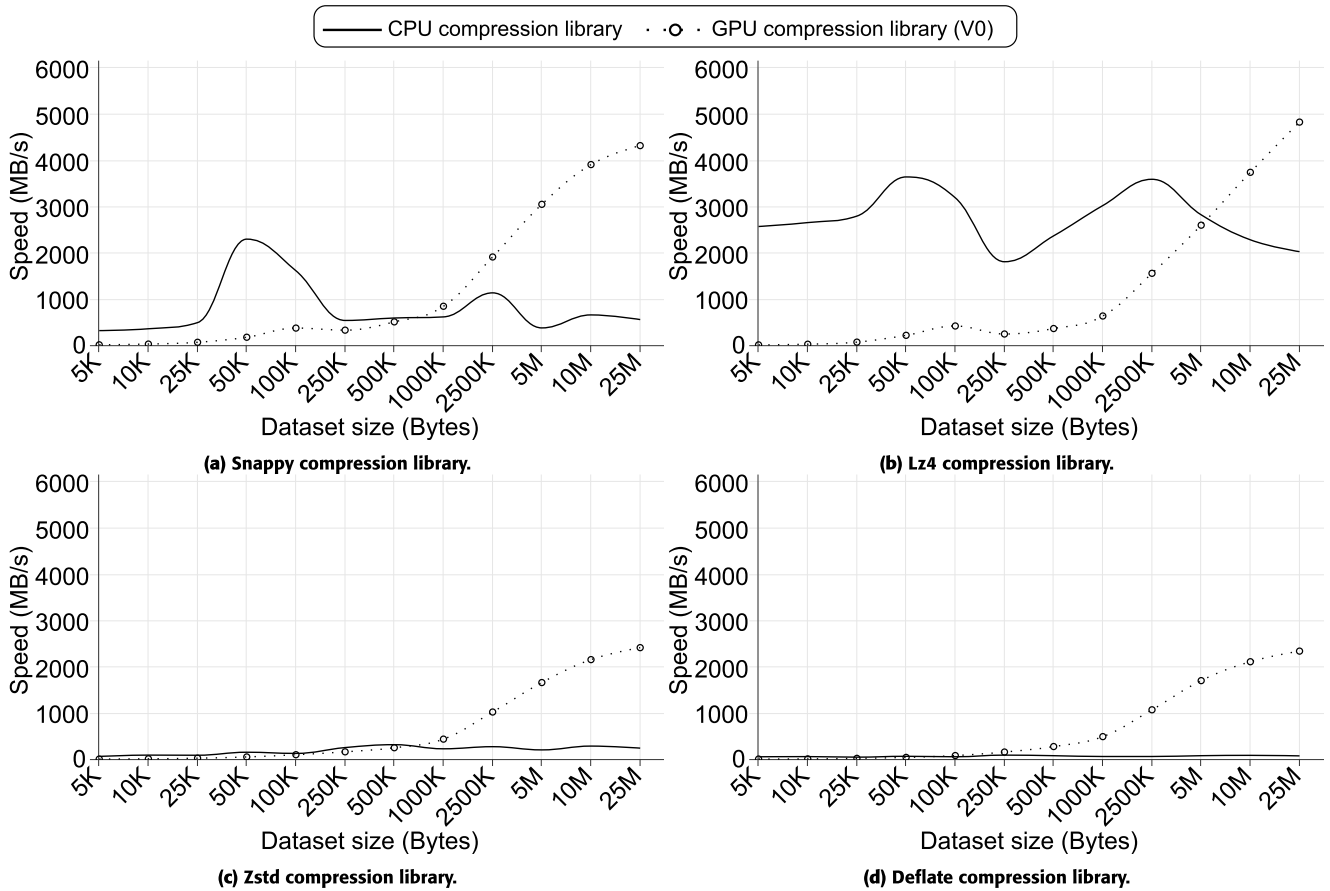 CPU compression library GPU compression library (V0)
6000
5000
4000
3000
2000
1000
0
Speed (MB/s)
5K 10K 25K 50K 100K 250K 500K 1000K 2500K 5M 10M 25M
Dataset size (Bytes)
(a) Snappy compression library.
6000
5000
4000
3000
2000
1000
0
Speed (MB/s)
5K 10K 25K 50K 100K 250K 500K 1000K 2500K 5M 10M 25M
Dataset size (Bytes)
(b) Lz4 compression library.
6000
5000
4000
3000
2000
1000
0
Speed (MB/s)
5K 10K 25K 50K 100K 250K 500K 1000K 2500K 5M 10M 25M
Dataset size (Bytes)
(c) Zstd compression library.
6000
5000
4000
3000
2000
1000
0
Speed (MB/s)
5K 10K 25K 50K 100K 250K 500K 1000K 2500K 5M 10M 25M
Dataset size (Bytes)
(d) Deflate compression library.